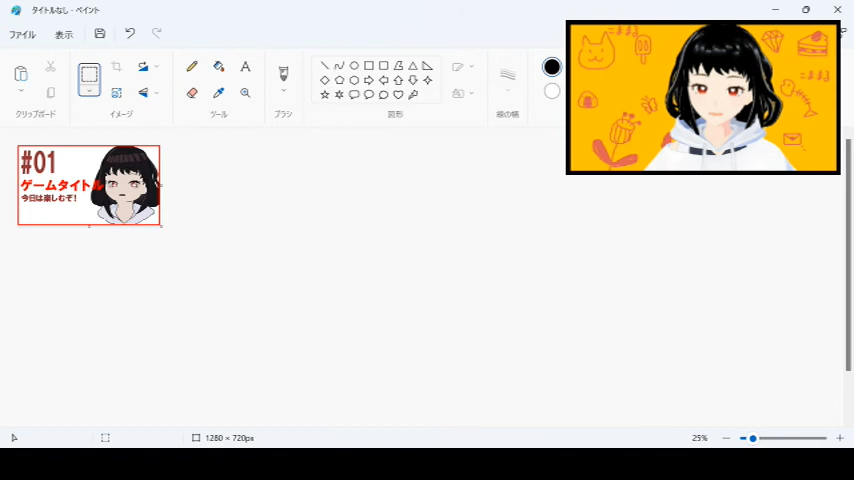 タイトルなし - ペイント
ファイル 表示
クリップボード イメージ ツール ブラシ 図形 線の幅
#01
ゲームタイトル
今日は楽しむぞ!
1280 × 720px 25%